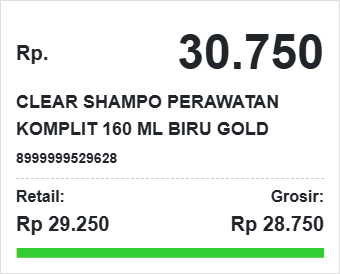 Rp. 30.750
CLEAR SHAMPO PERAWATAN
KOMPLIT 160 ML BIRU GOLD
8999999529628
Retail: Grosir:
Rp 29.250 Rp 28.750